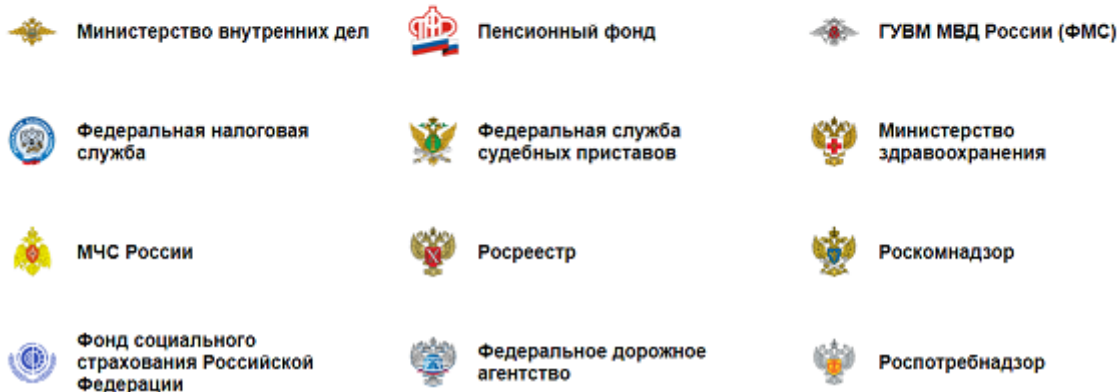 Министерство внутренних дел
Пенсионный фонд
ГУВМ МВД России (ФМС)
Федеральная налоговая
служба
Федеральная служба
судебных приставов
Министерство
здравоохранения
МЧС России
Росреестр
Роскомнадзор
Фонд социального
страхования Российской
Федерации
Федеральное дорожное
агентство
Роспотребнадзор